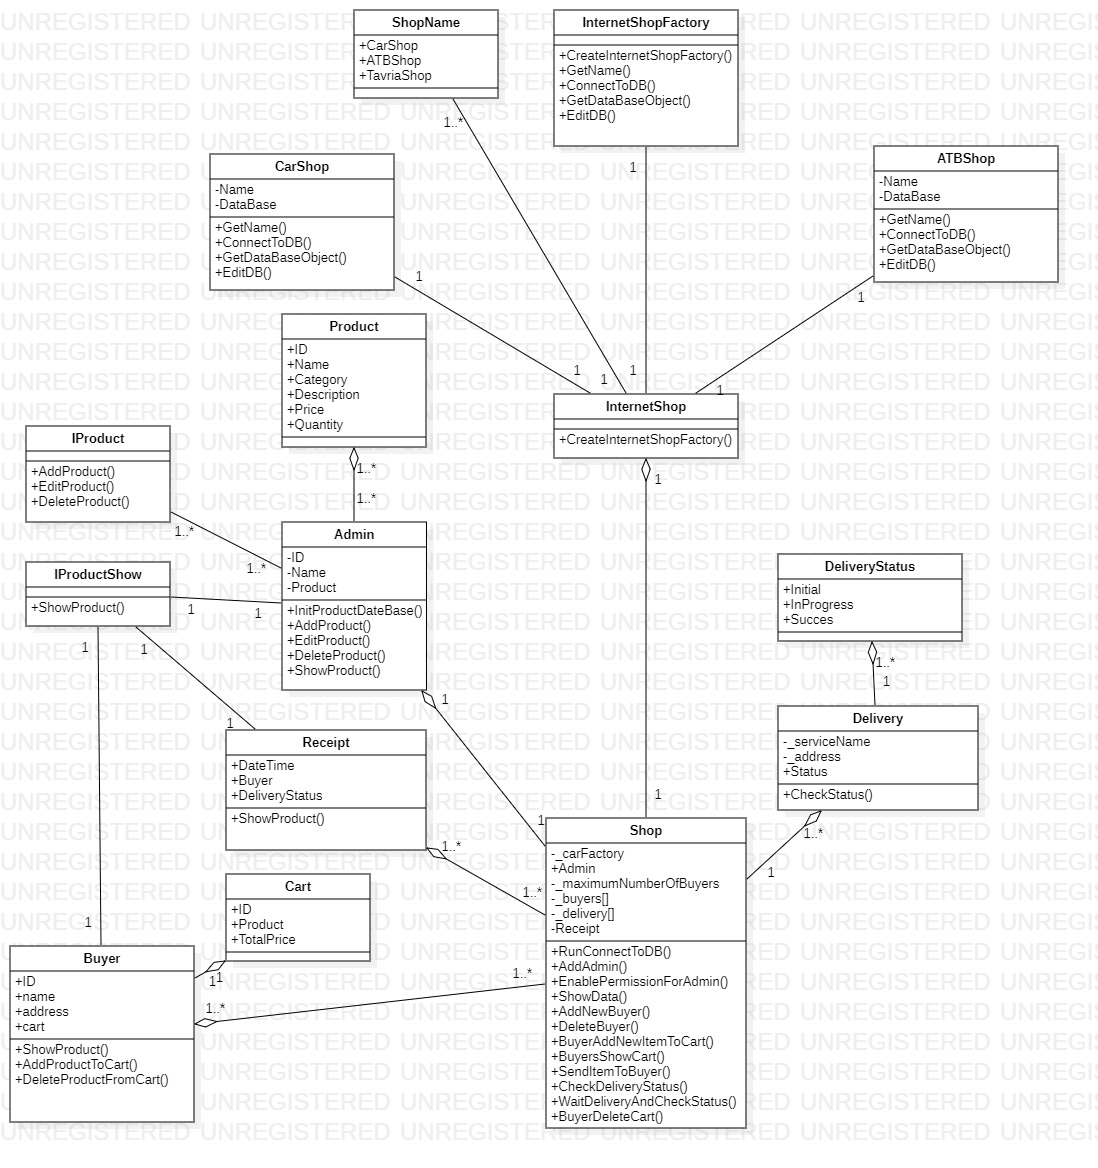 ShopName
+CarShop
+ATBShop
+TavriaShop
1..*
InternetShopFactory
+CreateInternetShopFactory()
+GetName()
+ConnectToDB()
+GetDataBaseObject()
+EditDB()
1
CarShop
-Name
-DataBase
+GetName()
+ConnectToDB()
+GetDataBaseObject()
+EditDB()
1
ATBShop
-Name
-DataBase
+GetName()
+ConnectToDB()
+GetDataBaseObject()
+EditDB()
1
1
1
1
1
InternetShop
+CreateInternetShopFactory()
1
Product
+ID
+Name
+Category
+Description
+Price
+Quantity
1..*
1..*
IProduct
+AddProduct()
+EditProduct()
+DeleteProduct()
1..*
1..*
IProductShow
+ShowProduct()
1
1
1
1
Admin
-ID
-Name
-Product
+InitProductDateBase()
+AddProduct()
+EditProduct()
+DeleteProduct()
+ShowProduct()
1
DeliveryStatus
+Initial
+InProgress
+Succes
1..*
1
Delivery
-_serviceName
-_address
+Status
+CheckStatus()
1..*
1
1
Receipt
+DateTime
+Buyer
+DeliveryStatus
+ShowProduct()
1..*
1..*
1
1
Shop
-_carFactory
+Admin
-_maximumNumberOfBuyers
-_buyers[]
-_delivery[]
-Receipt
+RunConnectToDB()
+AddAdmin()
+EnablePermissionForAdmin()
+ShowData()
+AddNewBuyer()
+DeleteBuyer()
+BuyerAddNewItemToCart()
+BuyersShowCart()
+SendItemToBuyer()
+CheckDeliveryStatus()
+WaitDeliveryAndCheckStatus()
+BuyerDeleteCart()
Cart
+ID
+Product
+TotalPrice
1
1
1
Buyer
+ID
+name
+address
+cart
+ShowProduct()
+AddProductToCart()
+DeleteProductFromCart()
1..*
1..*
UNREGISTERED